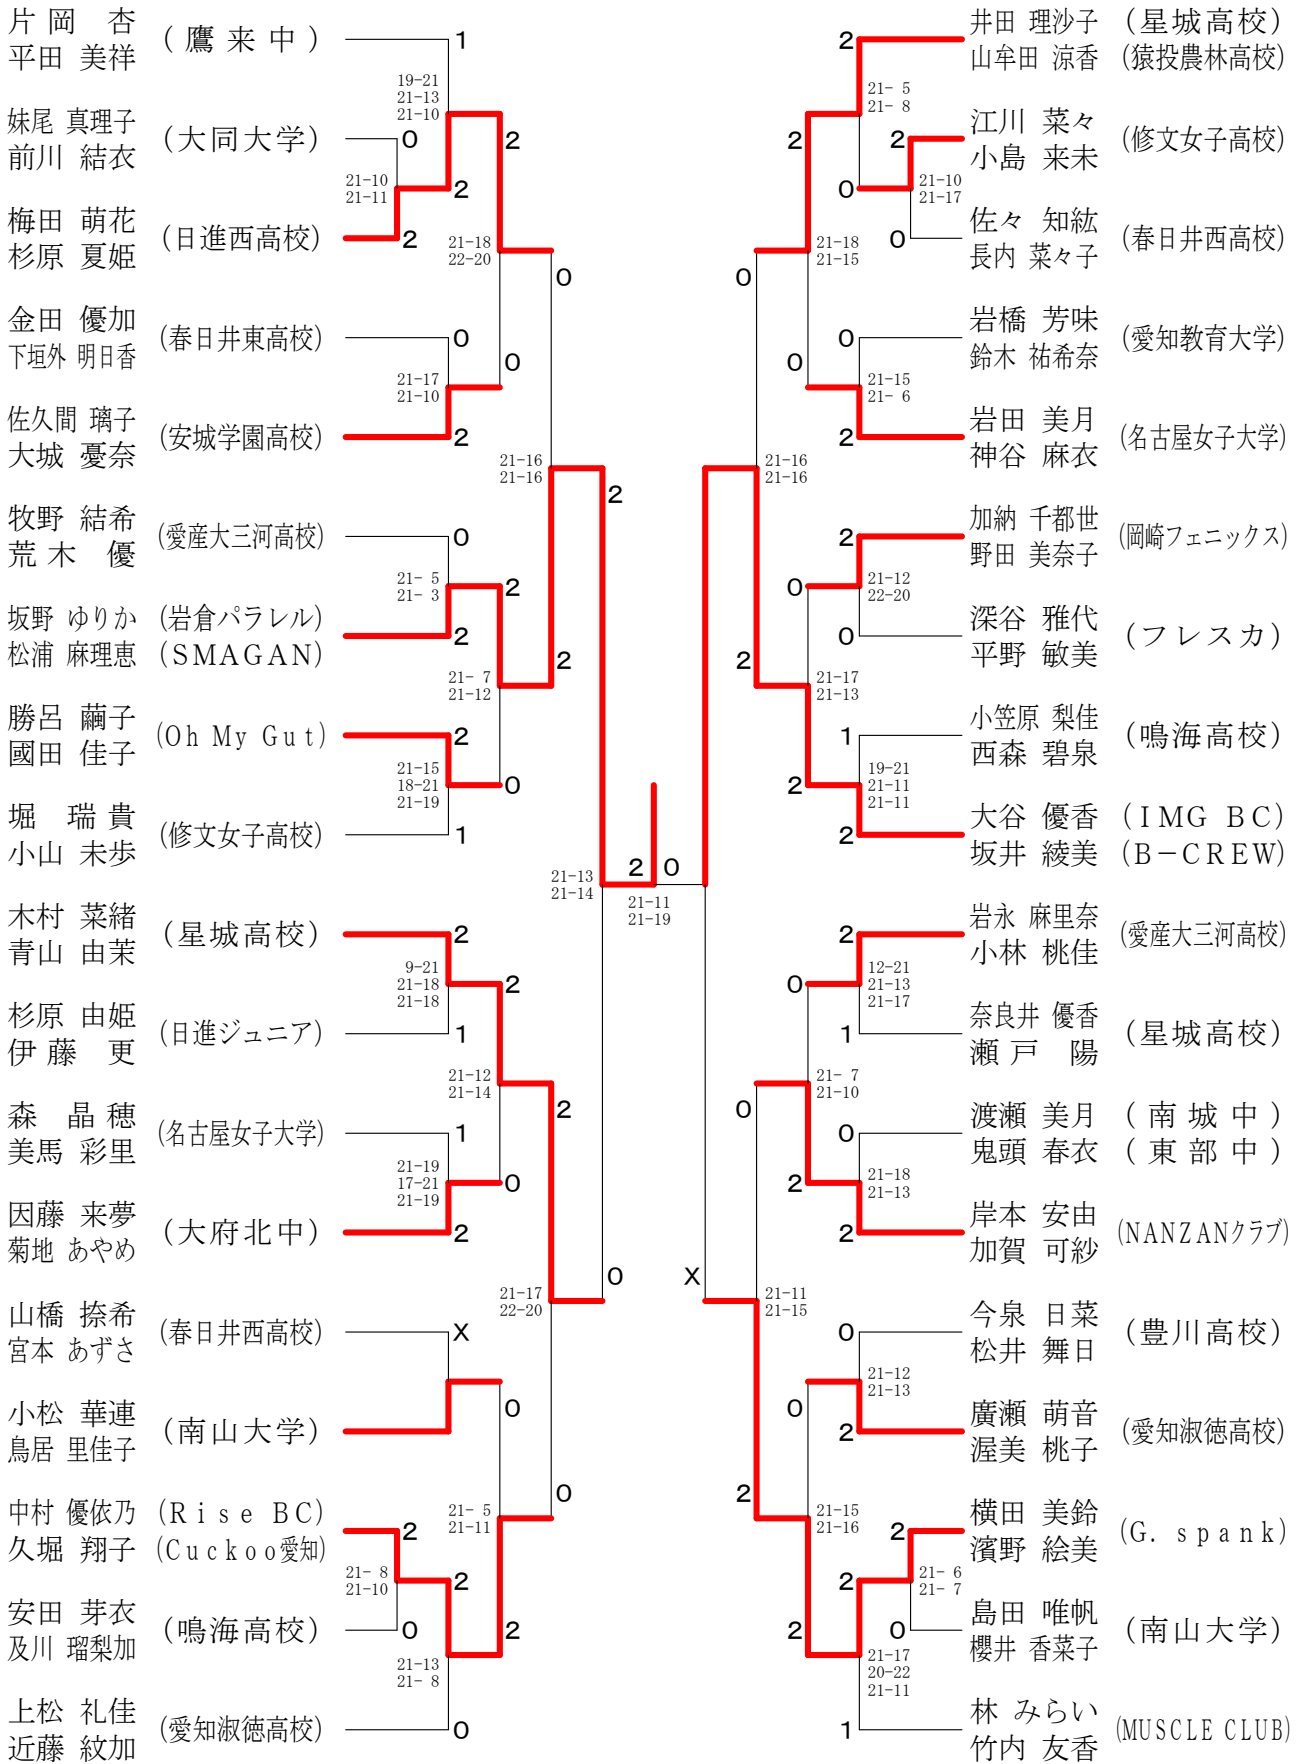 片岡 杏
平田 美祥
(鷹来中)
1
19-21
21-13
21-10
妹尾 真理子
前川 結衣
(大同大学)
0
2
21-10
21-11
2
梅田 萌花
杉原 夏姫
(日進西高校)
2
21-18
22-20
0
金田 優加
下垣外 明日香
(春日井東高校)
0
0
21-17
21-10
佐久間 璃子
大城 憂奈
(安城学園高校)
2
21-16
21-16
2
牧野 結希
荒木 優
(愛産大三河高校)
0
21- 5
21- 3
2
坂野 ゆりか
松浦 麻理恵
(岩倉パラレル)
(SMAGAN)
2
2
21- 7
21-12
勝呂 繭子
國田 佳子
(Oh My Gut)
2
21-15
18-21
21-19
0
堀 瑞貴
小山 未歩
(修文女子高校)
1
21-13
21-14
2
0
21-11
21-19
木村 菜緒
青山 由茉
(星城高校)
2
9-21
21-18
21-18
2
杉原 由姫
伊藤 更
(日進ジュニア)
1
21-12
21-14
2
森 晶穂
美馬 彩里
(名古屋女子大学)
1
21-19
17-21
21-19
0
因藤 来夢
菊地 あやめ
(大府北中)
2
21-17
22-20
0
山橋 捺希
宮本 あずさ
(春日井西高校)
X
小松 華連
鳥居 里佳子
(南山大学)
0
21- 5
21-11
0
中村 優依乃
久堀 翔子
(Rise BC)
(Cuckoo愛知)
2
21- 8
21-10
2
安田 芽衣
及川 瑠梨加
(鳴海高校)
0
2
21-13
21- 8
上松 礼佳
近藤 紋加
(愛知淑徳高校)
0
2
井田 理沙子
山牟田 涼香
(星城高校)
(猿投農林高校)
21- 5
21- 8
2
2
江川 菜々
小島 来未
(修文女子高校)
0
21-10
21-17
0
佐々 知紘
長内 菜々子
(春日井西高校)
21-18
21-15
0
0
岩橋 芳味
鈴木 祐希奈
(愛知教育大学)
0
21-15
21- 6
2
岩田 美月
神谷 麻衣
(名古屋女子大学)
21-16
21-16
2
加納 千都世
野田 美奈子
(岡崎フェニックス)
0
21-12
22-20
0
深谷 雅代
平野 敏美
(フレスカ)
2
21-17
21-13
1
小笠原 梨佳
西森 碧泉
(鳴海高校)
2
19-21
21-11
21-11
2
大谷 優香
坂井 綾美
(IMG BC)
(B-CREW)
2
岩永 麻里奈
小林 桃佳
(愛産大三河高校)
0
12-21
21-13
21-17
1
奈良井 優香
瀬戸 陽
(星城高校)
21- 7
21-10
0
0
渡瀬 美月
鬼頭 春衣
(南城中)
(東部中)
2
21-18
21-13
2
岸本 安由
加賀 可紗
(NANZANクラブ)
X
21-11
21-15
0
今泉 日菜
松井 舞日
(豊川高校)
21-12
21-13
0
2
廣瀬 萌音
渥美 桃子
(愛知淑徳高校)
2
21-15
21-16
2
横田 美鈴
濱野 絵美
(G. spank)
2
21- 6
21- 7
0
島田 唯帆
櫻井 香菜子
(南山大学)
2
21-17
20-22
21-11
1
林 みらい
竹内 友香
(MUSCLE CLUB)